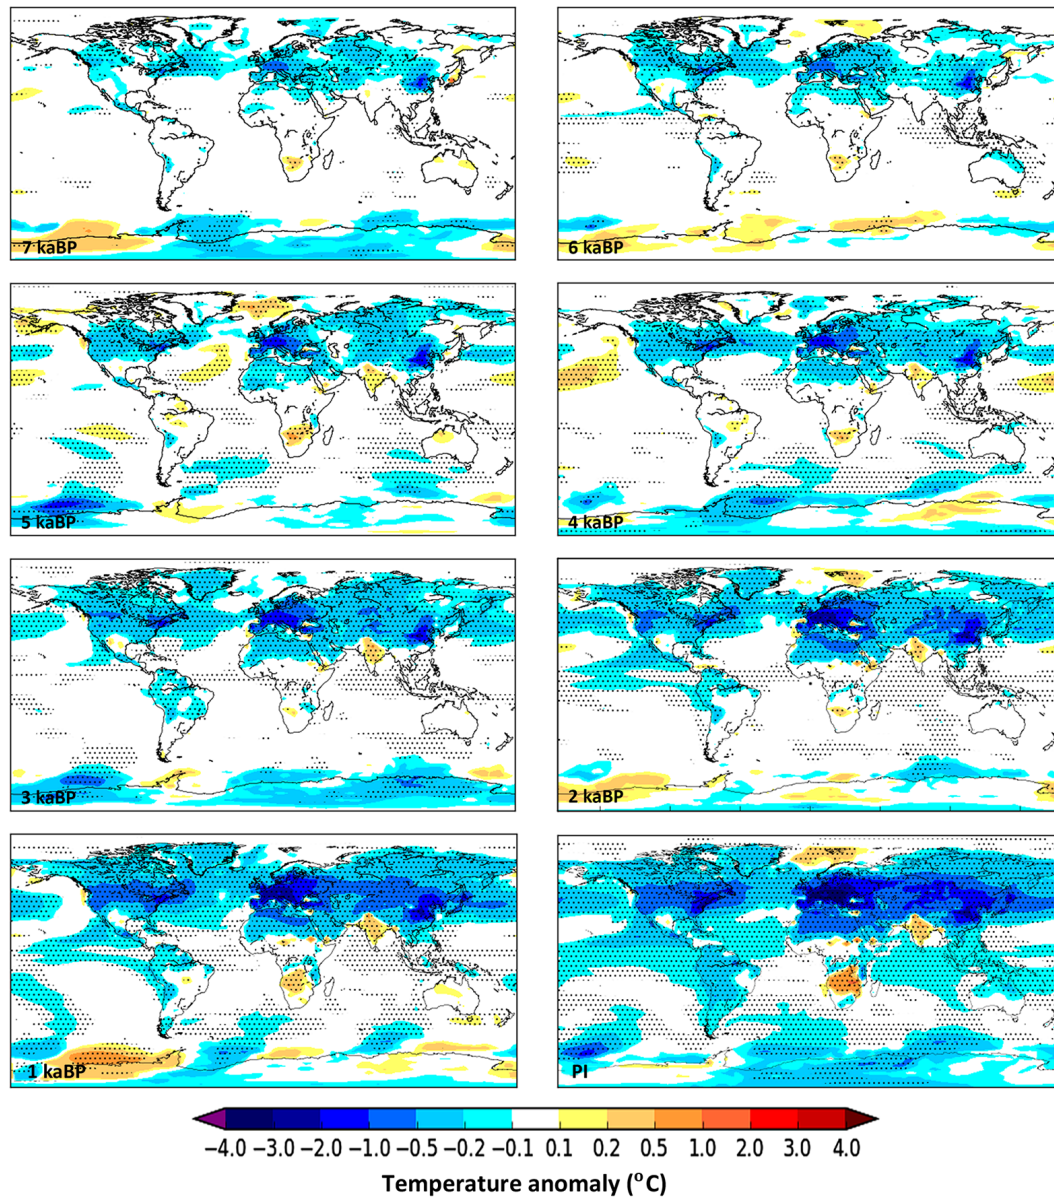 7 kaBP
6 kaBP
5 kaBP
4 kaBP
3 kaBP
2 kaBP
1 kaBP
PI
−4.0 −3.0 −2.0 −1.0 −0.5 −0.2 −0.1 0.1 0.2 0.5 1.0 2.0 3.0 4.0
Temperature anomaly (°C)